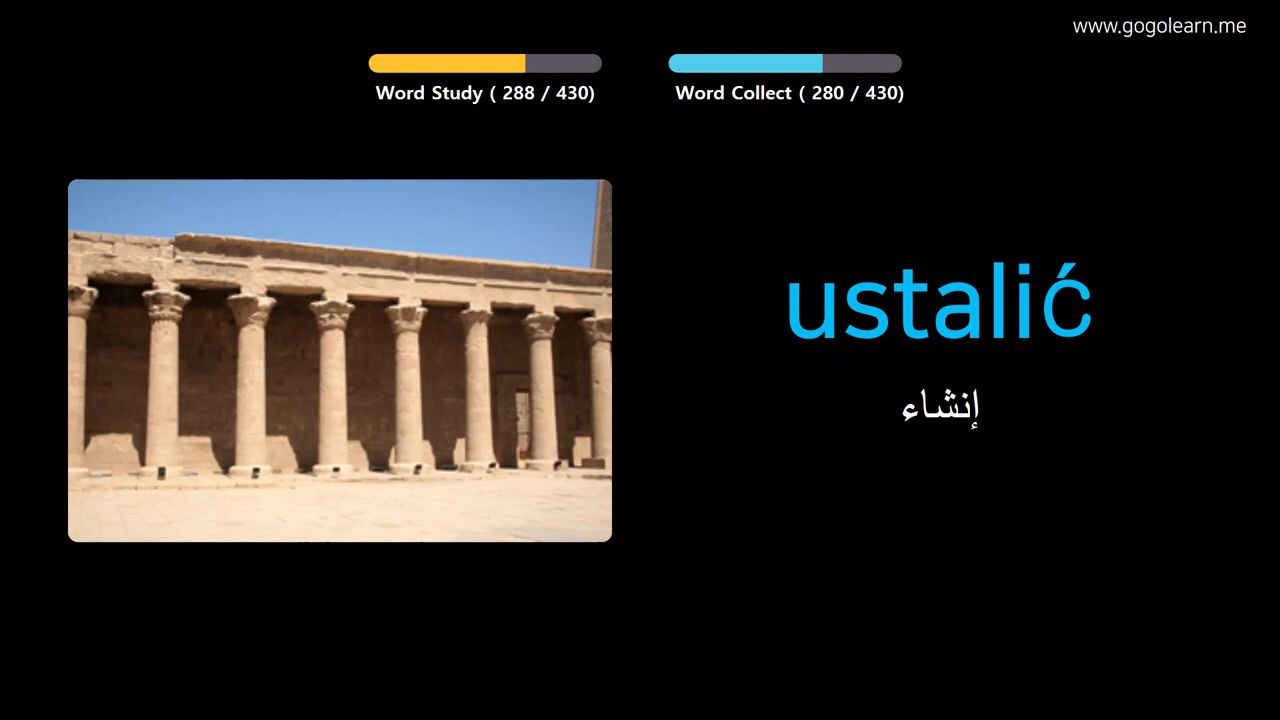 www.gogolearn.me
Word Study ( 288 / 430)
Word Collect ( 280 / 430)
ustalić
إنشاء